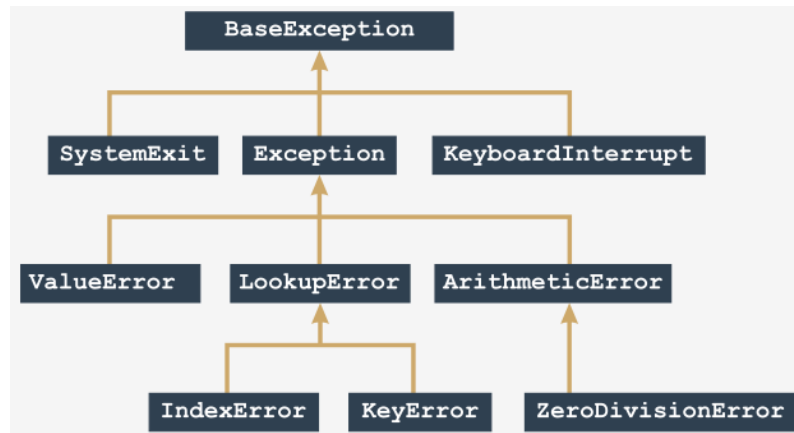 BaseException
SystemExit
Exception
KeyboardInterrupt
ValueError
LookupError
ArithmeticError
IndexError
KeyError
ZeroDivisionError